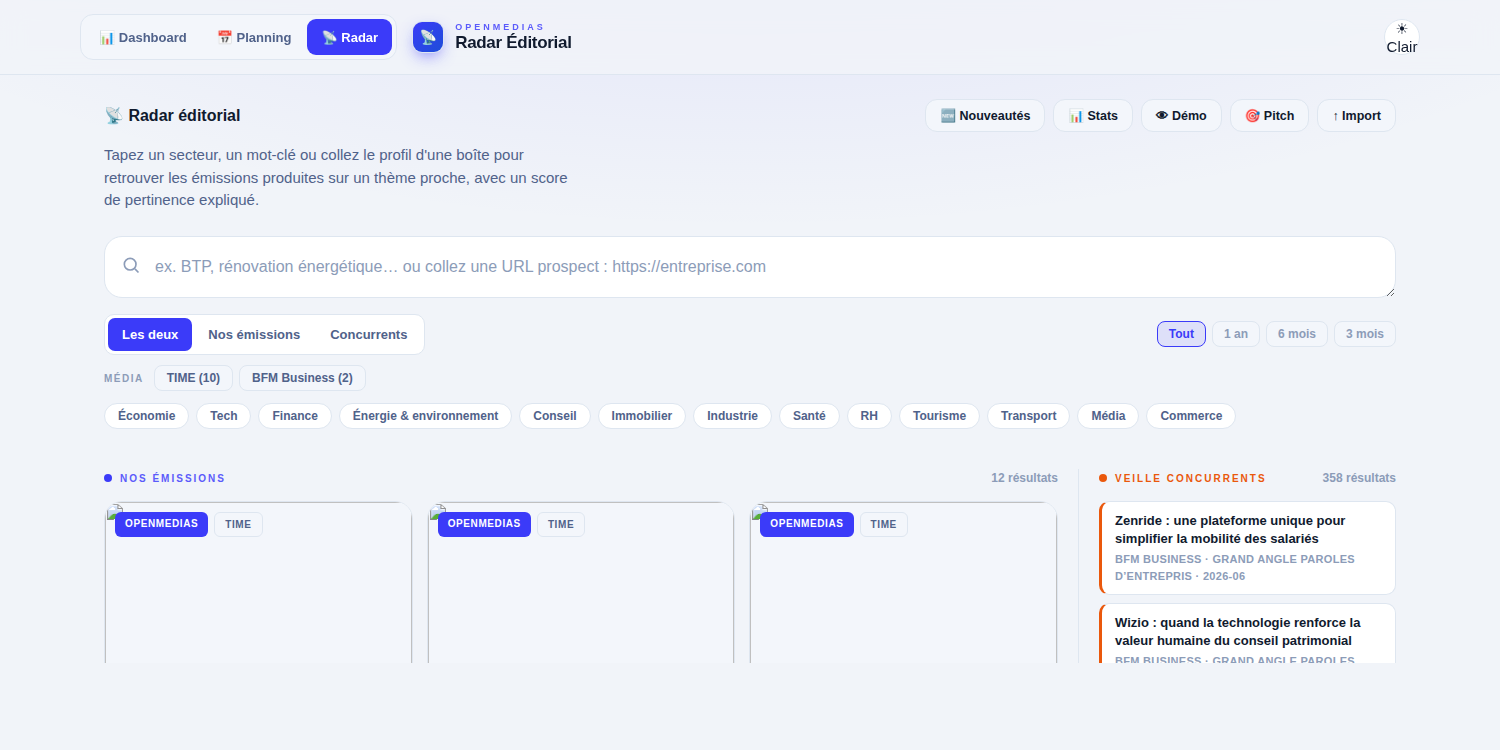 📊 Dashboard
📅 Planning
📡 Radar
OPENMEDIAS
Radar Éditorial
☀
Clair
📡 Radar éditorial
🆕 Nouveautés
📊 Stats
👁 Démo
🎯 Pitch
↑ Import
Tapez un secteur, un mot-clé ou collez le profil d'une boîte pour
retrouver les émissions produites sur un thème proche, avec un score
de pertinence expliqué.
ex. BTP, rénovation énergétique… ou collez une URL prospect : https://entreprise.com
Les deux
Nos émissions
Concurrents
Tout
1 an
6 mois
3 mois
MÉDIA
TIME (10)
BFM Business (2)
Économie
Tech
Finance
Énergie & environnement
Conseil
Immobilier
Industrie
Santé
RH
Tourisme
Transport
Média
Commerce
NOS ÉMISSIONS
12 résultats
OPENMEDIAS
TIME
OPENMEDIAS
TIME
OPENMEDIAS
TIME
VEILLE CONCURRENTS
358 résultats
Zenride : une plateforme unique pour
simplifier la mobilité des salariés
BFM BUSINESS · GRAND ANGLE PAROLES
D'ENTREPRIS · 2026-06
Wizio : quand la technologie renforce la
valeur humaine du conseil patrimonial
BFM BUSINESS · GRAND ANGLE PAROLES